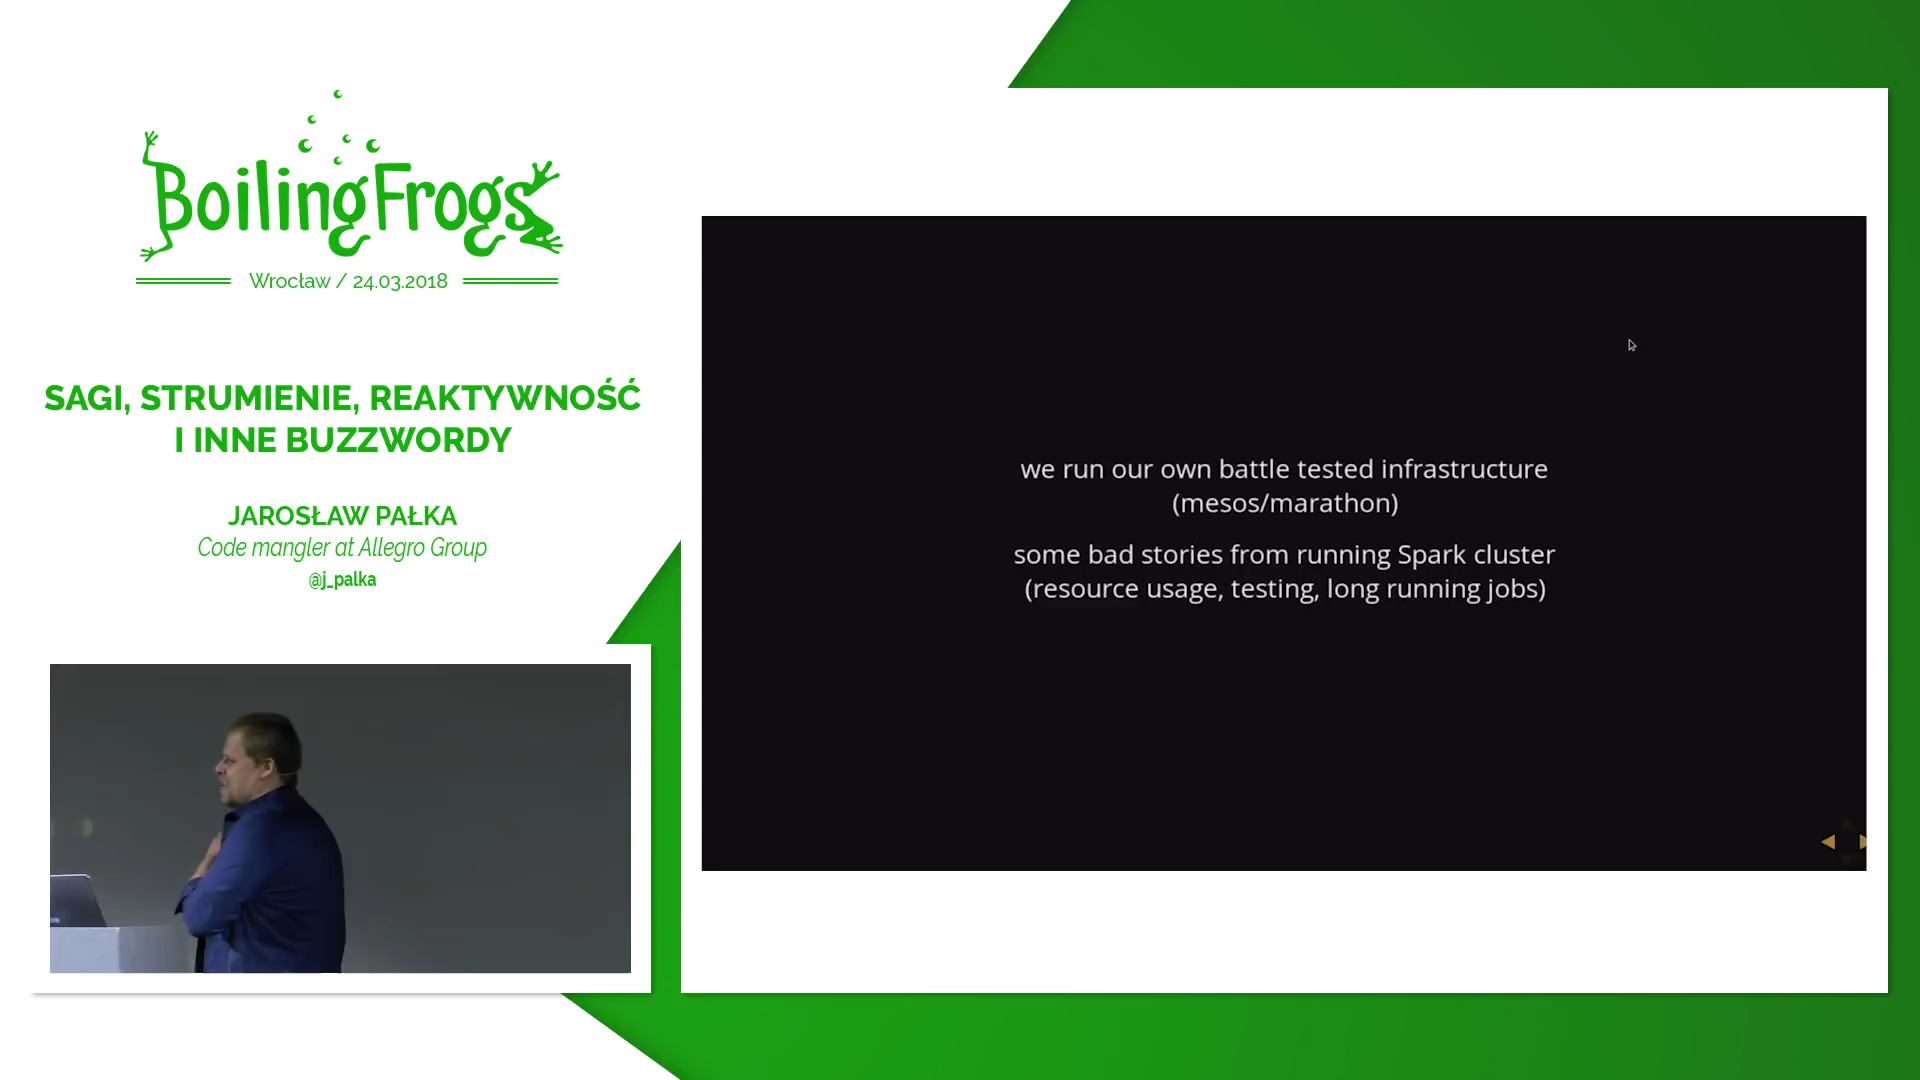 BoilingFrogs
Wrocław / 24.03.2018
SAGI, STRUMIENIE, REAKTYWNOŚĆ
I INNE BUZZWORDY
JAROSŁAW PAŁKA
Code mangler at Allegro Group
@j_palka
we run our own battle tested infrastructure
(mesos/marathon)
some bad stories from running Spark cluster
(resource usage, testing, long running jobs)